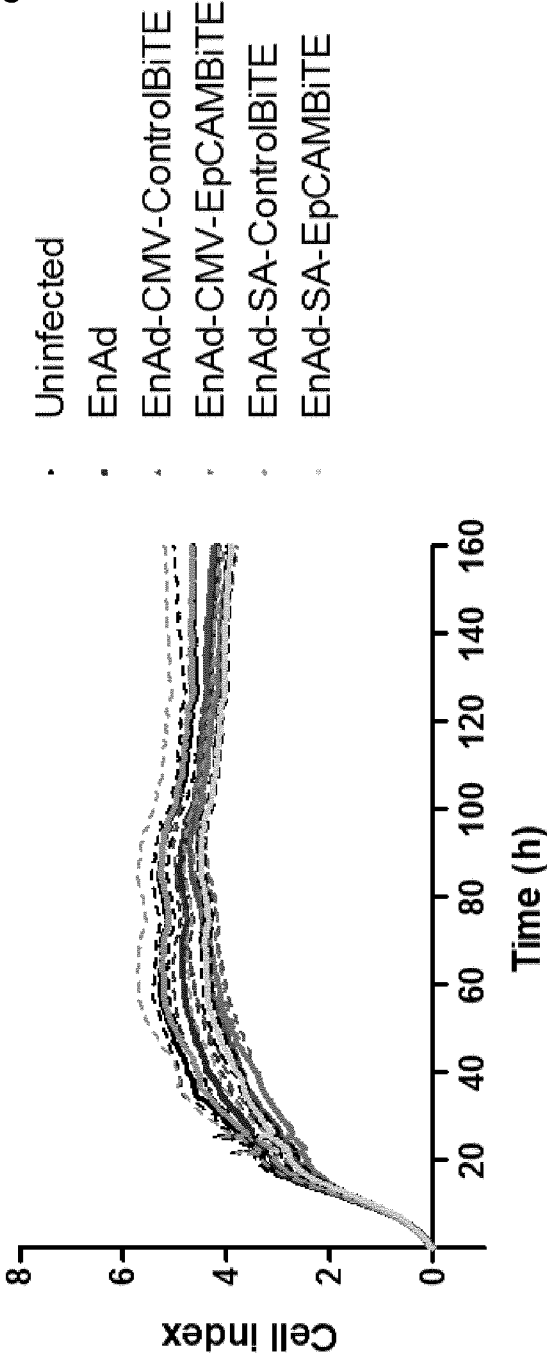 Cell index
8
6
4
2
0
20
40
60
80
100
120
140
160
Time (h)
Uninfected
EnAd
EnAd-CMV-ControlBiTE
EnAd-CMV-EpCAMBiTE
EnAd-SA-ControlBiTE
EnAd-SA-EpCAMBiTE